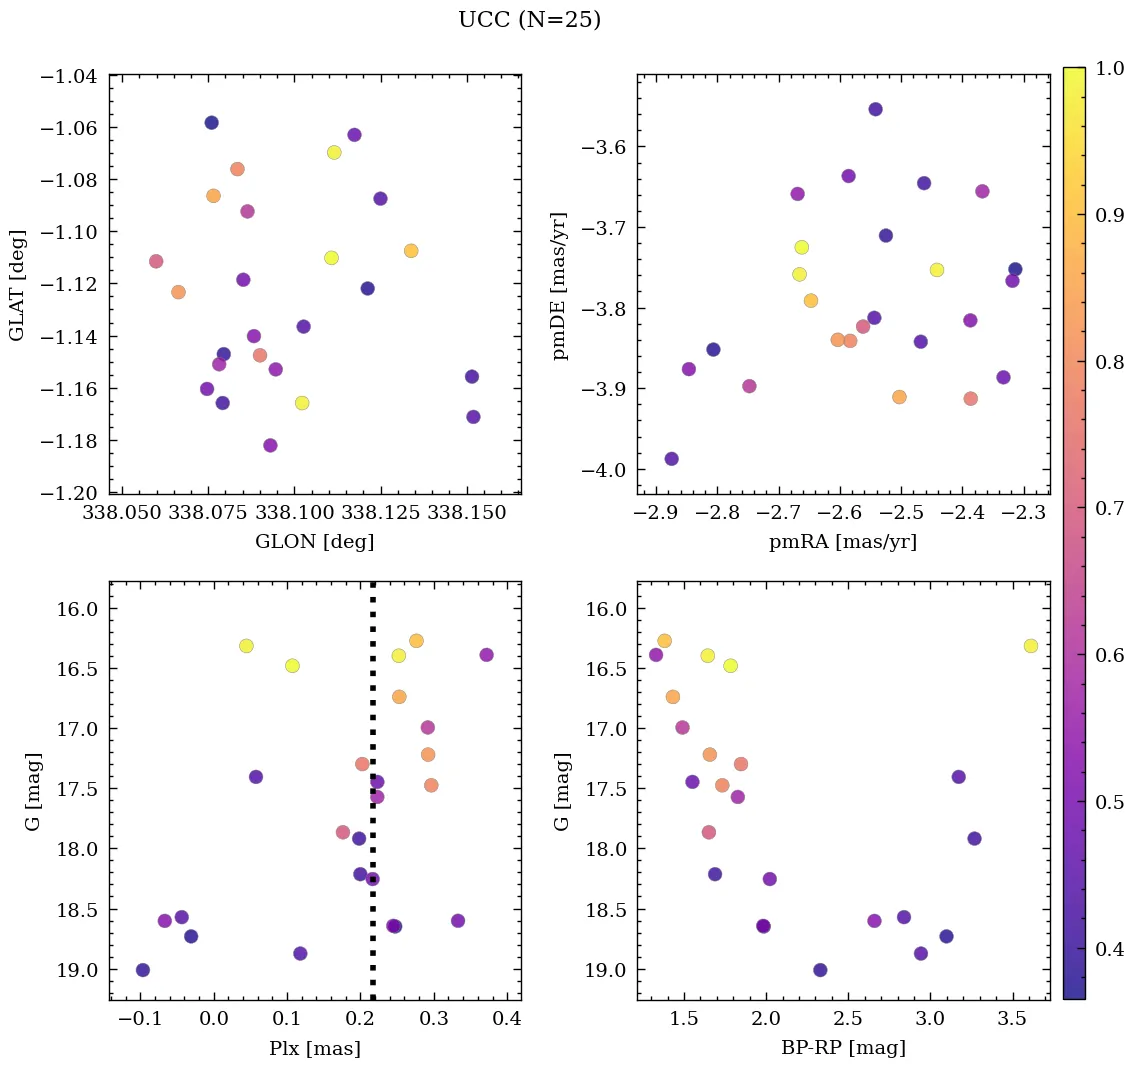 UCC (N=25)
−1.04
−1.06
−1.08
−1.10
−1.12
−1.14
−1.16
−1.18
−1.20
GLAT [deg]
338.050 338.075 338.100 338.125 338.150
GLON [deg]
−3.6
−3.7
−3.8
−3.9
−4.0
pmDE [mas/yr]
−2.9 −2.8 −2.7 −2.6 −2.5 −2.4 −2.3
pmRA [mas/yr]
1.0
0.9
0.8
0.7
0.6
0.5
0.4
16.0
16.5
17.0
17.5
18.0
18.5
19.0
G [mag]
−0.1 0.0 0.1 0.2 0.3 0.4
Plx [mas]
16.0
16.5
17.0
17.5
18.0
18.5
19.0
G [mag]
1.5 2.0 2.5 3.0 3.5
BP-RP [mag]